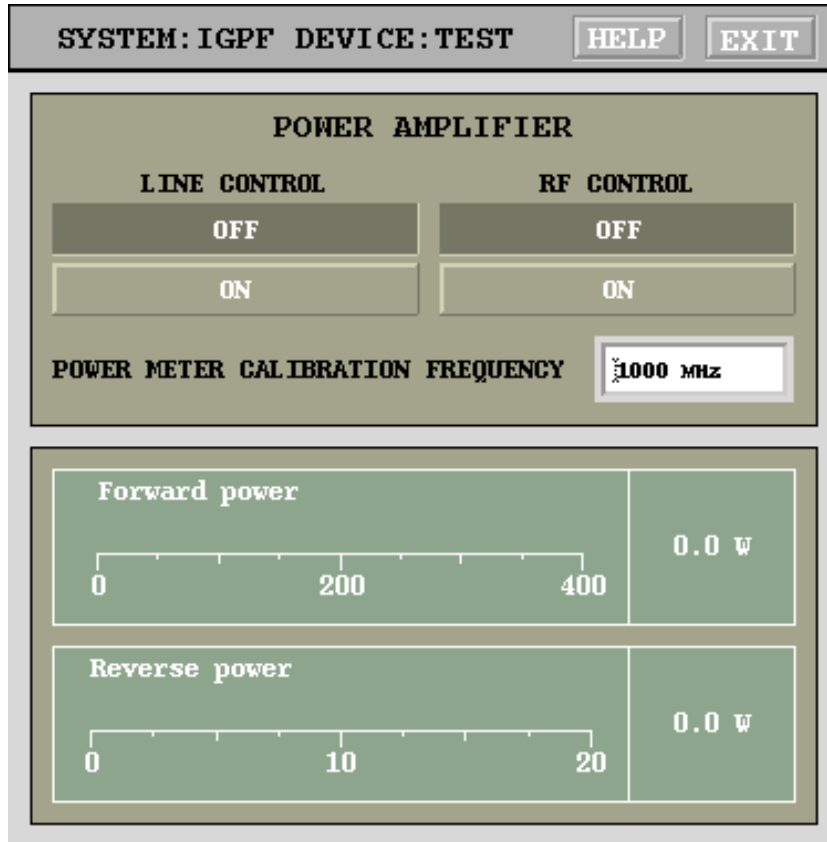 SYSTEM:IGPF DEVICE:TEST HELP EXIT
POWER AMPLIFIER
LINE CONTROL RF CONTROL
OFF OFF
ON ON
POWER METER CALIBRATION FREQUENCY 1000 MHz
Forward power
0.0 W
0 200 400
Reverse power
0.0 W
0 10 20